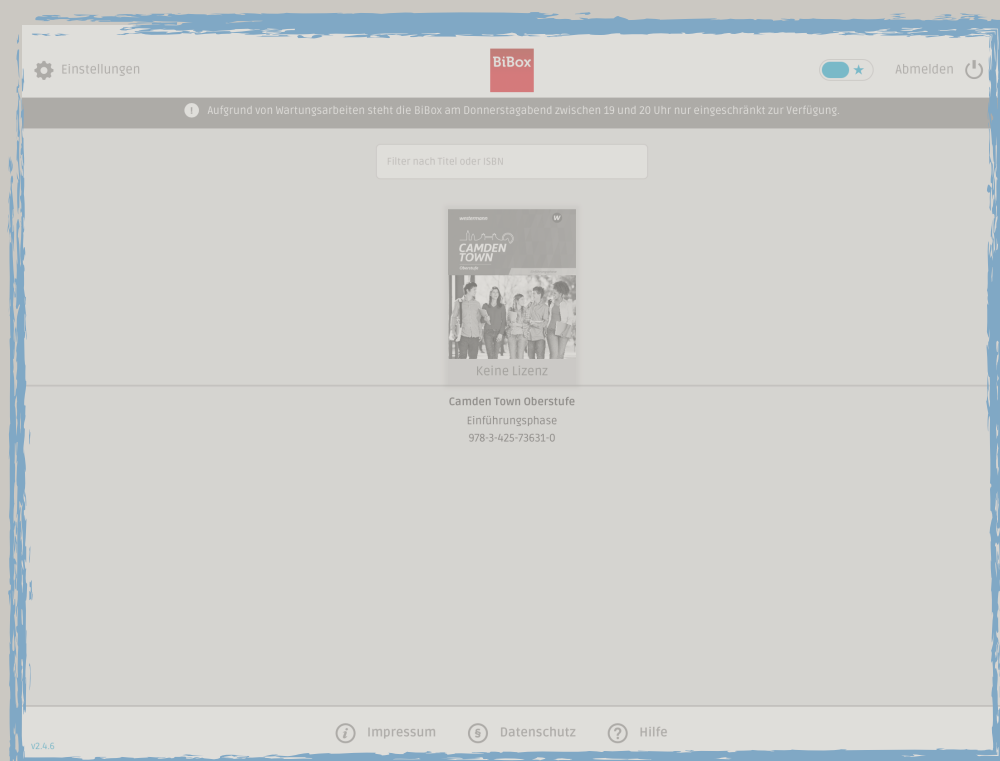 Einstellungen
BiBox
Abmelden
Aufgrund von Wartungsarbeiten steht die BiBox am Donnerstagabend zwischen 19 und 20 Uhr nur eingeschränkt zur Verfügung.
Filter nach Titel oder ISBN
westermann
W
CAMDEN
TOWN
Oberstufe
Keine Lizenz
Camden Town Oberstufe
Einführungsphase
978-3-425-73631-0
Impressum
§ Datenschutz
? Hilfe
v2.4.6